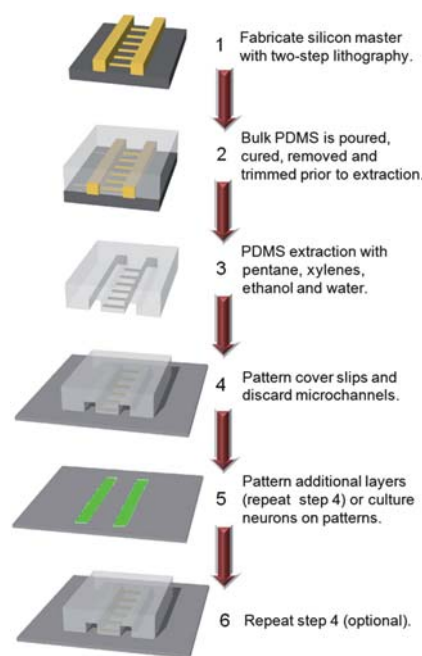 1 Fabricate silicon master
with two-step lithography.
Bulk PDMS is poured,
2 cured, removed and
trimmed prior to extraction.
PDMS extraction with
3 pentane, xylenes,
ethanol and water.
4 Pattern cover slips and
discard microchannels.
Pattern additional layers
5 (repeat step 4) or culture
neurons on patterns.
6 Repeat step 4 (optional).